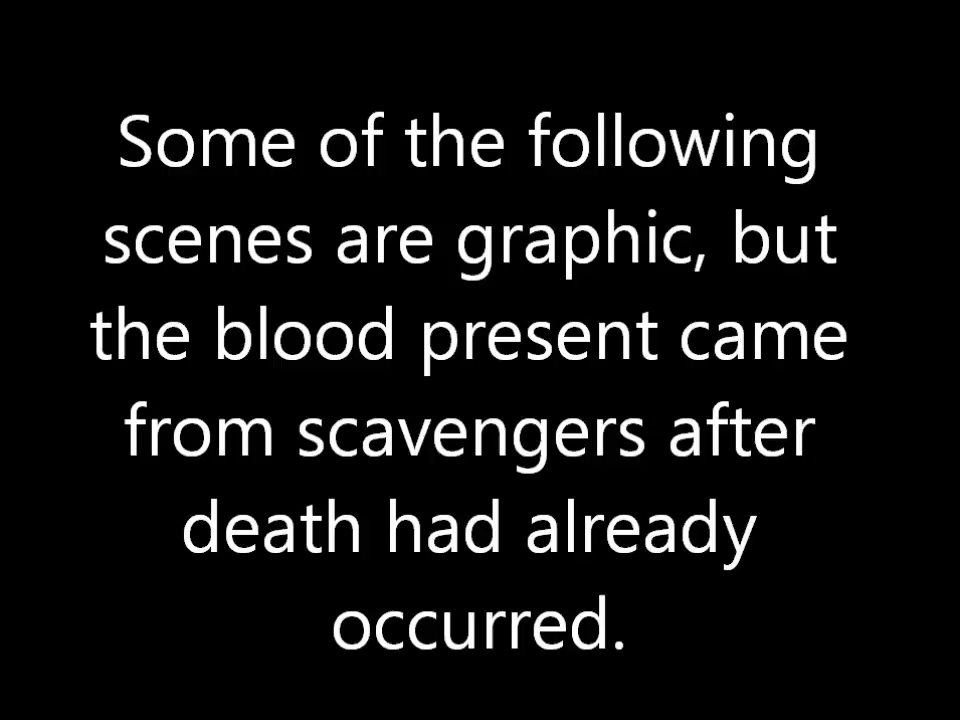 Some of the following
scenes are graphic, but
the blood present came
from scavengers after
death had already
occurred.